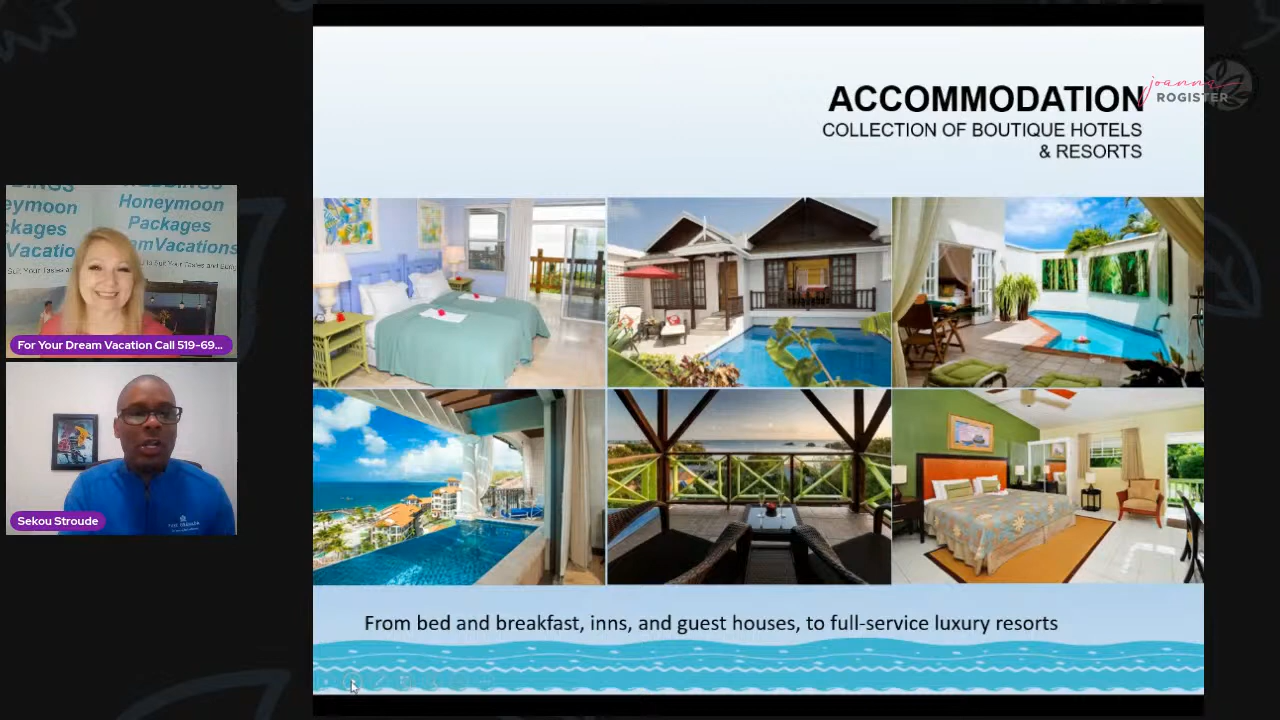 ACCOMMODATION
COLLECTION OF BOUTIQUE HOTELS
& RESORTS
joanna
ROGISTER
Honeymoon
Packages
For Your Dream Vacation Call 519-69...
Sekou Stroude
From bed and breakfast, inns, and guest houses, to full-service luxury resorts